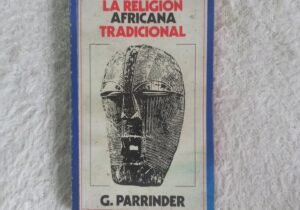 LA RELIGION
AFRICANA
TRADICIONAL
G. PARRINDER